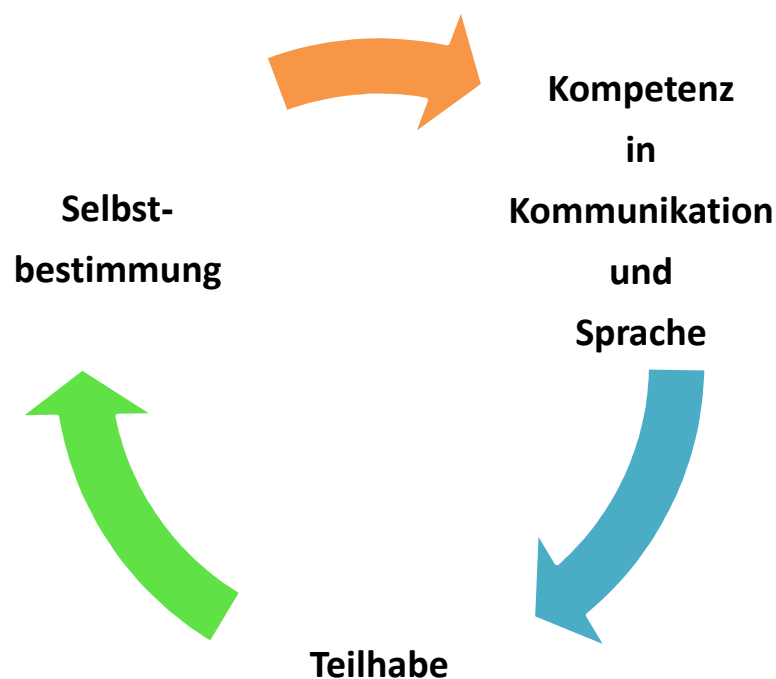 Kompetenz
in
Kommunikation
und
Sprache
Selbst-
bestimmung
Teilhabe